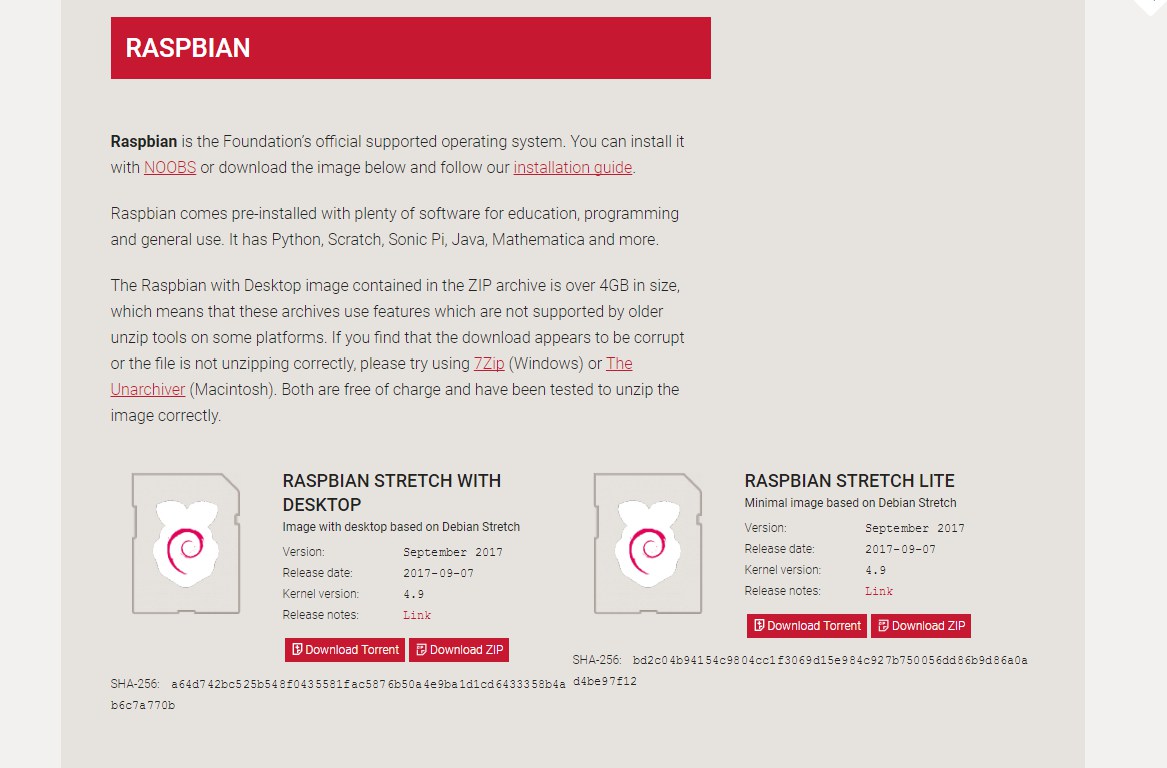 RASPBIAN
Raspbian is the Foundation's official supported operating system. You can install it
with NOOBS or download the image below and follow our installation guide.
Raspbian comes pre-installed with plenty of software for education, programming
and general use. It has Python, Scratch, Sonic Pi, Java, Mathematica and more.
The Raspbian with Desktop image contained in the ZIP archive is over 4GB in size,
which means that these archives use features which are not supported by older
unzip tools on some platforms. If you find that the download appears to be corrupt
or the file is not unzipping correctly, please try using 7Zip (Windows) or The
Unarchiver (Macintosh). Both are free of charge and have been tested to unzip the
image correctly.
RASPBIAN STRETCH WITH
DESKTOP
Image with desktop based on Debian Stretch
Version: September 2017
Release date: 2017-09-07
Kernel version: 4.9
Release notes: Link
Download Torrent Download ZIP
SHA-256: a64d742bc525b548f0435581fac5876b50a4e9ba1d1cd6433358b4a
b6c7a770b
RASPBIAN STRETCH LITE
Minimal image based on Debian Stretch
Version: September 2017
Release date: 2017-09-07
Kernel version: 4.9
Release notes: Link
Download Torrent Download ZIP
SHA-256: bd2c04b94154c9804cc1f3069d15e984c927b750056dd86b9d86a0a
d4be97f12